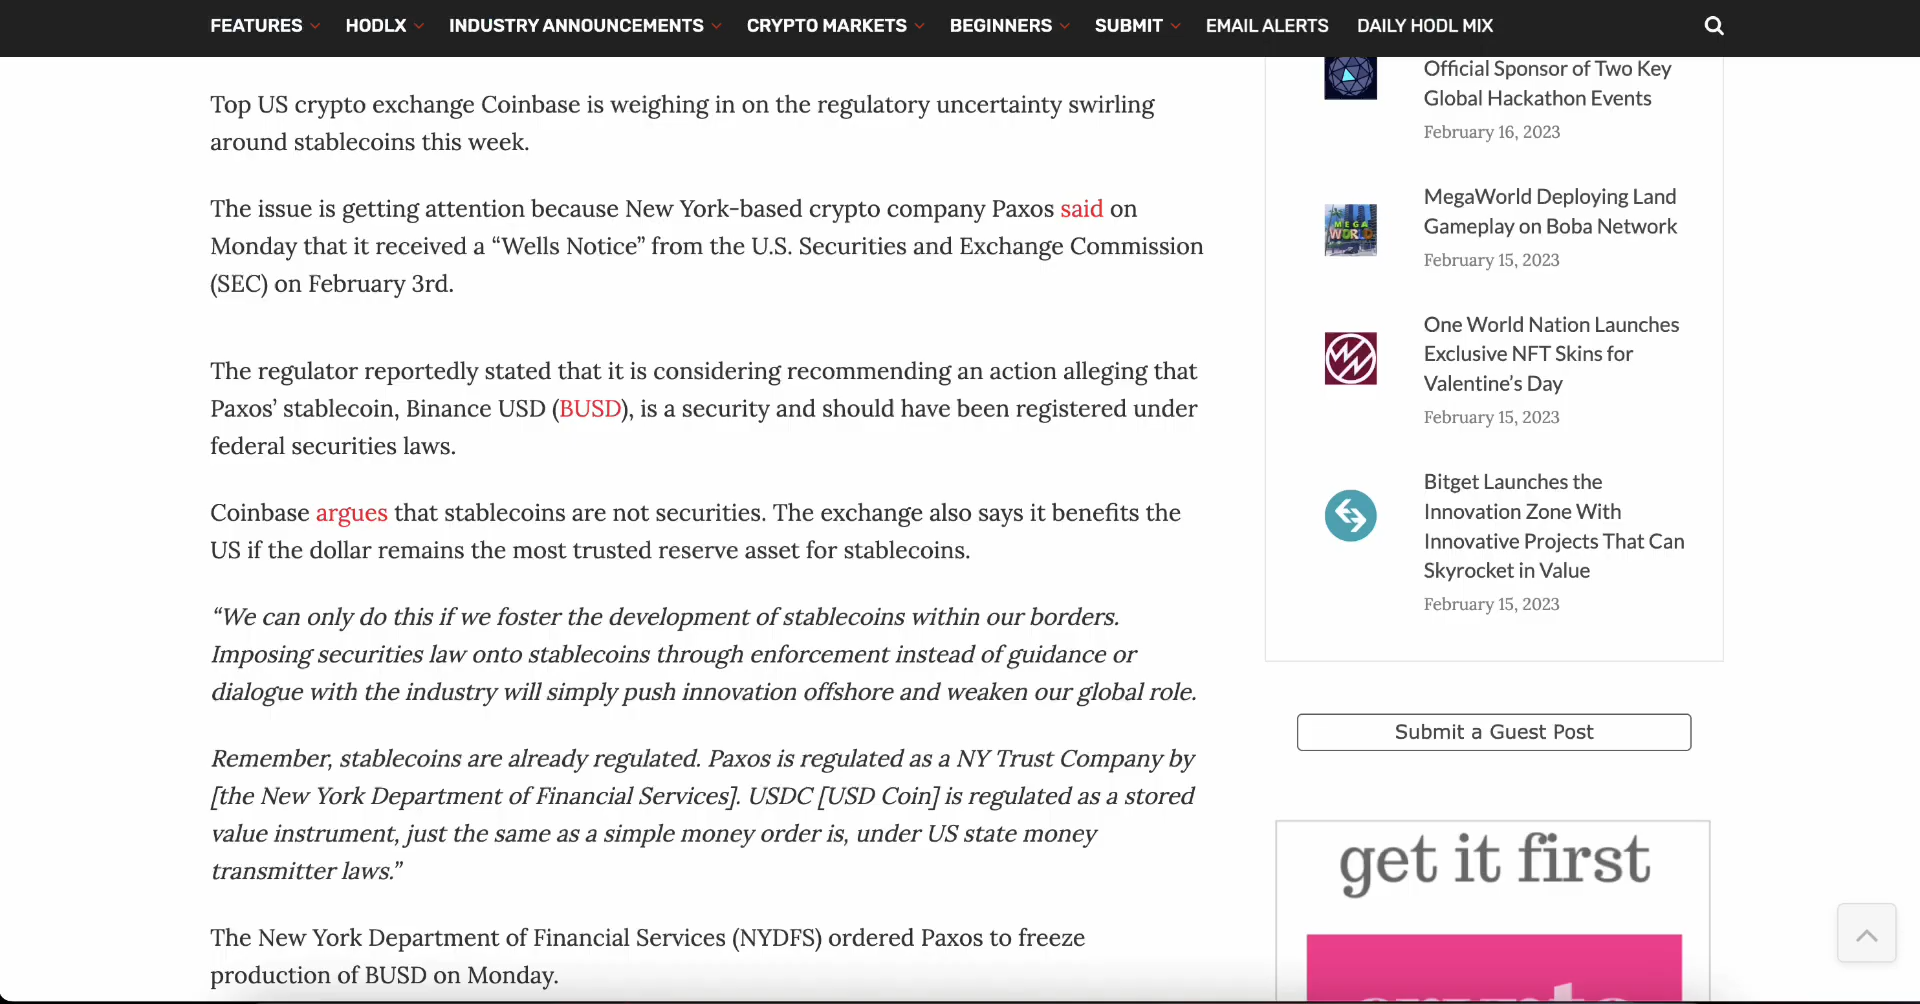 FEATURES HODLX INDUSTRY ANNOUNCEMENTS CRYPTO MARKETS BEGINNERS SUBMIT EMAIL ALERTS DAILY HODL MIX
Top US crypto exchange Coinbase is weighing in on the regulatory uncertainty swirling
around stablecoins this week.
The issue is getting attention because New York-based crypto company Paxos said on
Monday that it received a “Wells Notice” from the U.S. Securities and Exchange Commission
(SEC) on February 3rd.
The regulator reportedly stated that it is considering recommending an action alleging that
Paxos’ stablecoin, Binance USD (BUSD), is a security and should have been registered under
federal securities laws.
Coinbase argues that stablecoins are not securities. The exchange also says it benefits the
US if the dollar remains the most trusted reserve asset for stablecoins.
“We can only do this if we foster the development of stablecoins within our borders.
Imposing securities law onto stablecoins through enforcement instead of guidance or
dialogue with the industry will simply push innovation offshore and weaken our global role.
Remember, stablecoins are already regulated. Paxos is regulated as a NY Trust Company by
[the New York Department of Financial Services]. USDC [USD Coin] is regulated as a stored
value instrument, just the same as a simple money order is, under US state money
transmitter laws.”
The New York Department of Financial Services (NYDFS) ordered Paxos to freeze
production of BUSD on Monday.
Official Sponsor of Two Key
Global Hackathon Events
February 16, 2023
MEGA
WORLD
MegaWorld Deploying Land
Gameplay on Boba Network
February 15, 2023
One World Nation Launches
Exclusive NFT Skins for
Valentine’s Day
February 15, 2023
Bitget Launches the
Innovation Zone With
Innovative Projects That Can
Skyrocket in Value
February 15, 2023
Submit a Guest Post
get it first